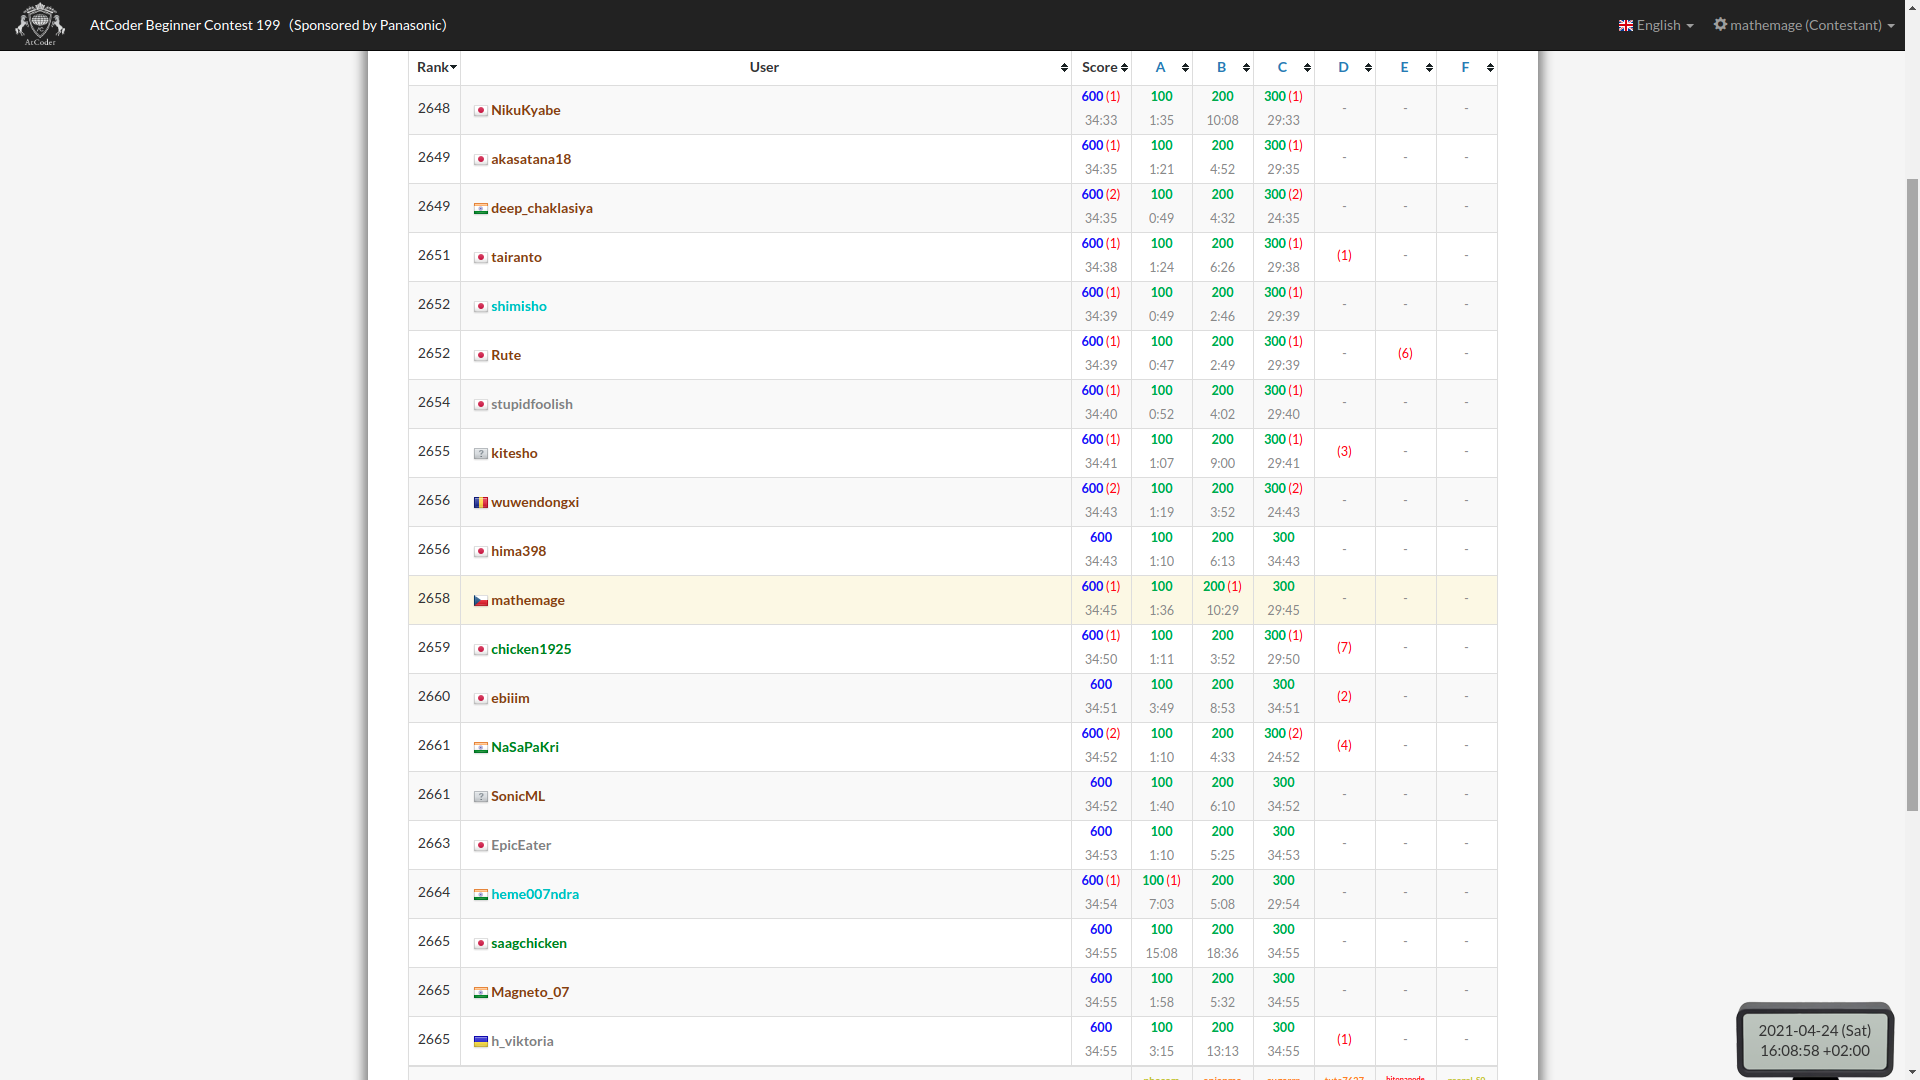 AtCoder
AtCoder Beginner Contest 199（Sponsored by Panasonic）
English
mathemage (Contestant)
Rank User Score A B C D E F
2648 NikuKyabe 600 (1) 100 200 300 (1) - - -
34:33 1:35 10:08 29:33
2649 akasatana18 600 (1) 100 200 300 (1) - - -
34:35 1:21 4:52 29:35
2649 deep_chaklasiya 600 (2) 100 200 300 (2) - - -
34:35 0:49 4:32 24:35
2651 tairanto 600 (1) 100 200 300 (1) (1) - -
34:38 1:24 6:26 29:38
2652 shimisho 600 (1) 100 200 300 (1) - - -
34:39 0:49 2:46 29:39
2652 Rute 600 (1) 100 200 300 (1) - (6) -
34:39 0:47 2:49 29:39
2654 stupidfoolish 600 (1) 100 200 300 (1) - - -
34:40 0:52 4:02 29:40
2655 kitesho 600 (1) 100 200 300 (1) (3) - -
34:41 1:07 9:00 29:41
2656 wuwendongxi 600 (2) 100 200 300 (2) - - -
34:43 1:19 3:52 24:43
2656 hima398 600 100 200 300 - - -
34:43 1:10 6:13 34:43
2658 mathemage 600 (1) 100 200 (1) 300 - - -
34:45 1:36 10:29 29:45
2659 chicken1925 600 (1) 100 200 300 (1) (7) - -
34:50 1:11 3:52 29:50
2660 ebiiim 600 100 200 300 (2) - -
34:51 3:49 8:53 34:51
2661 NaSaPaKri 600 (2) 100 200 300 (2) (4) - -
34:52 1:10 4:33 24:52
2661 SonicML 600 100 200 300 - - -
34:52 1:40 6:10 34:52
2663 EpicEater 600 100 200 300 - - -
34:53 1:10 5:25 34:53
2664 heme007ndra 600 (1) 100 (1) 200 300 - - -
34:54 7:03 5:08 29:54
2665 saagchicken 600 100 200 300 - - -
34:55 15:08 18:36 34:55
2665 Magneto_07 600 100 200 300 - - -
34:55 1:58 5:32 34:55
2665 h_viktoria 600 100 200 300 (1) - -
34:55 3:15 13:13 34:55
2021-04-24 (Sat)
16:08:58 +02:00